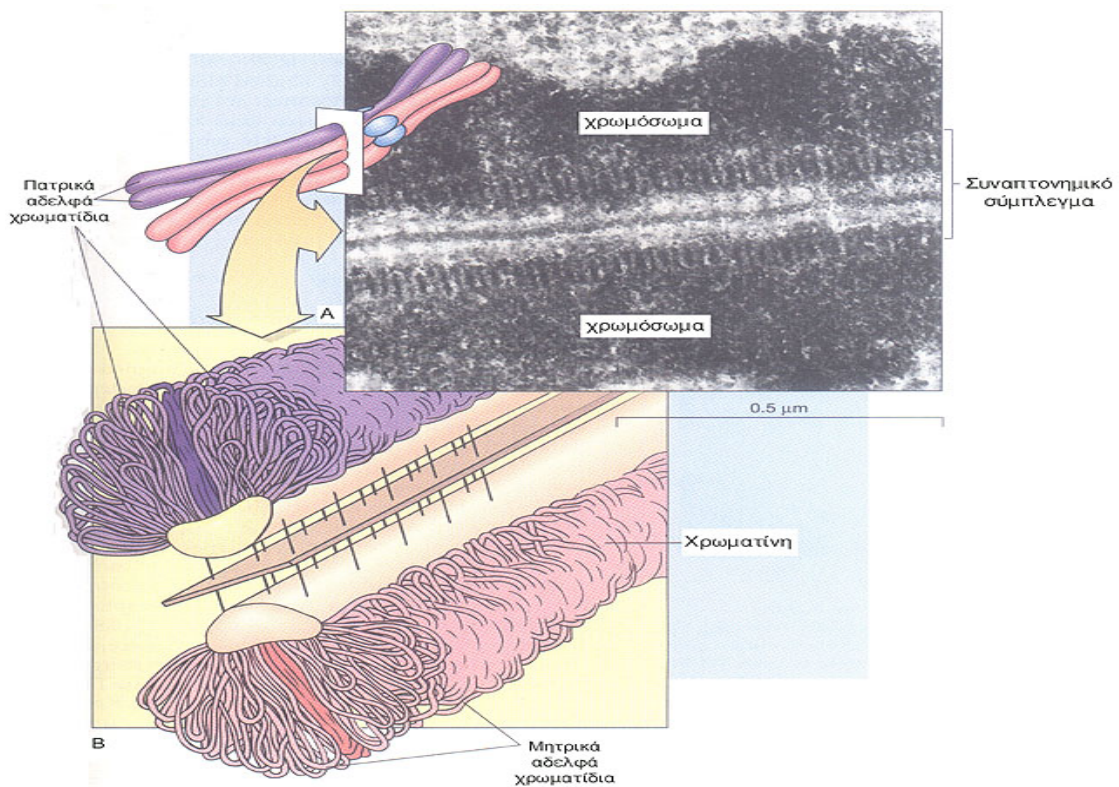 χρωμόσωμα
Πατρικά
αδελφά
χρωματίδια
Συναπτονημικό
σύμπλεγμα
A
χρωμόσωμα
0.5 μm
Χρωματίνη
B
Μητρικά
αδελφά
χρωματίδια